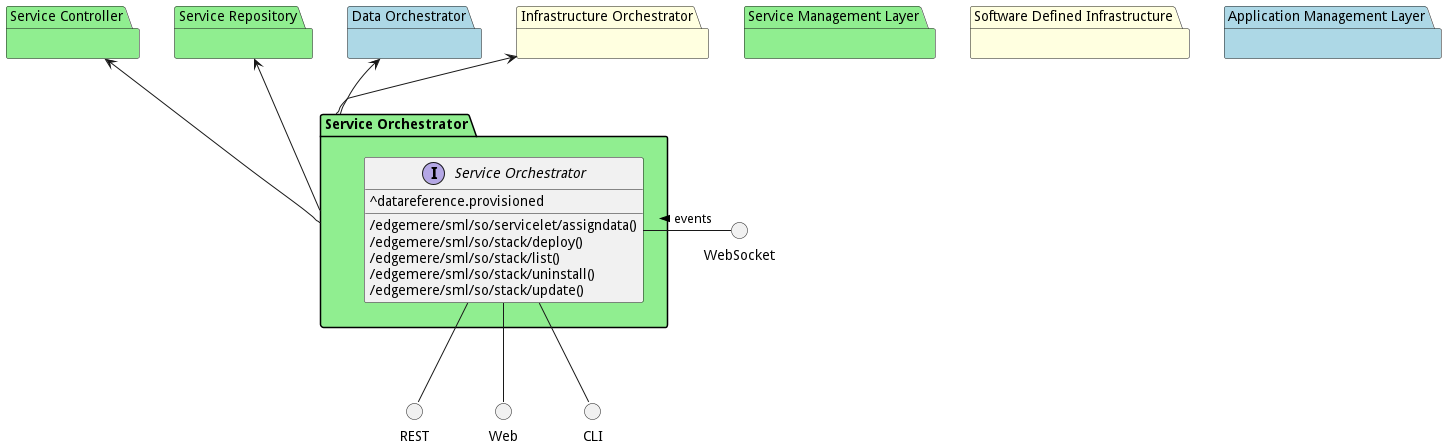 Service Controller
Service Repository
Data Orchestrator
Infrastructure Orchestrator
Service Management Layer
Software Defined Infrastructure
Application Management Layer
Service Orchestrator
I
Service Orchestrator
^datareference.provisioned
/edgemere/sml/so/servicelet/assigndata()
/edgemere/sml/so/stack/deploy()
/edgemere/sml/so/stack/list()
/edgemere/sml/so/stack/uninstall()
/edgemere/sml/so/stack/update()
events
WebSocket
REST
Web
CLI